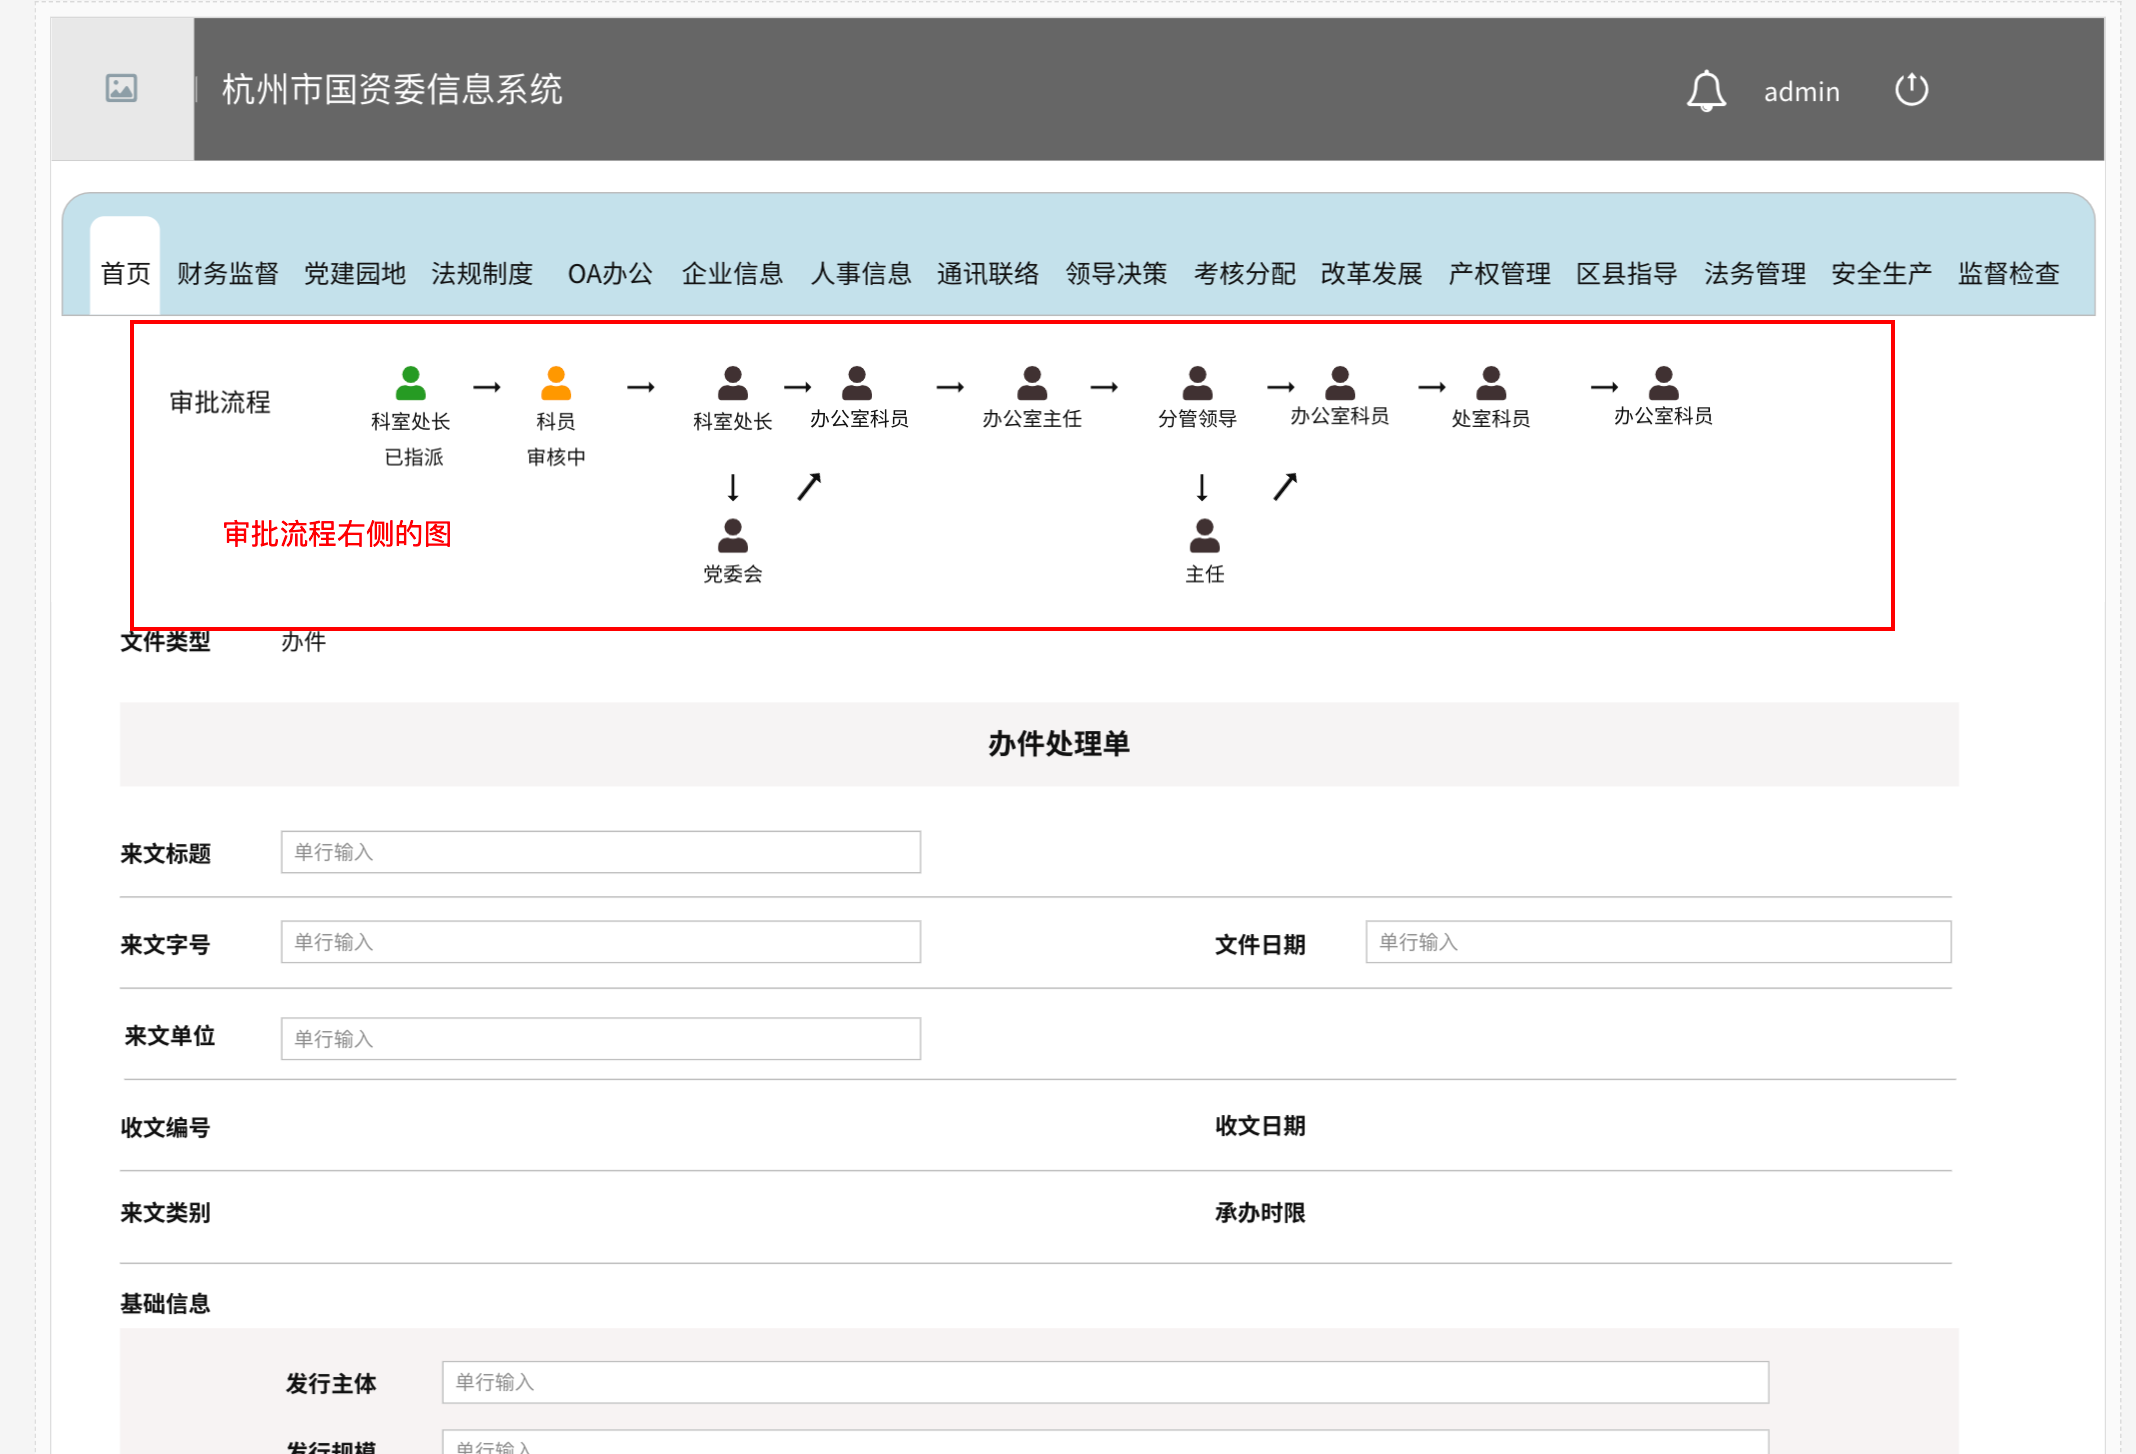 杭州市国资委信息系统
admin
首页 财务监督 党建园地 法规制度 OA办公 企业信息 人事信息 通讯联络 领导决策 考核分配 改革发展 产权管理 区县指导 法务管理 安全生产 监督检查
审批流程
科室处长 科员 科室处长 办公室科员 办公室主任 分管领导 办公室科员 处室科员 办公室科员
已指派 审核中
审批流程右侧的图
党委会 主任
文件类型 办件
办件处理单
来文标题 单行输入
来文字号 单行输入 文件日期 单行输入
来文单位 单行输入
收文编号 收文日期
来文类别 承办时限
基础信息
发行主体 单行输入
发行规模 单行输入